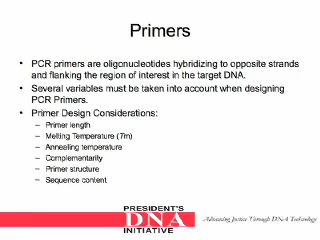 Primers
• PCR primers are oligonucleotides hybridizing to opposite strands
and flanking the region of interest in the target DNA.
• Several variables must be taken into account when designing
PCR Primers.
• Primer Design Considerations:
– Primer length
– Melting Temperature (Tm)
– Annealing temperature
– Complementarity
– Primer structure
– Sequence content
PRESIDENT'S
DNA
INITIATIVE
Advancing Justice Through DNA Technology